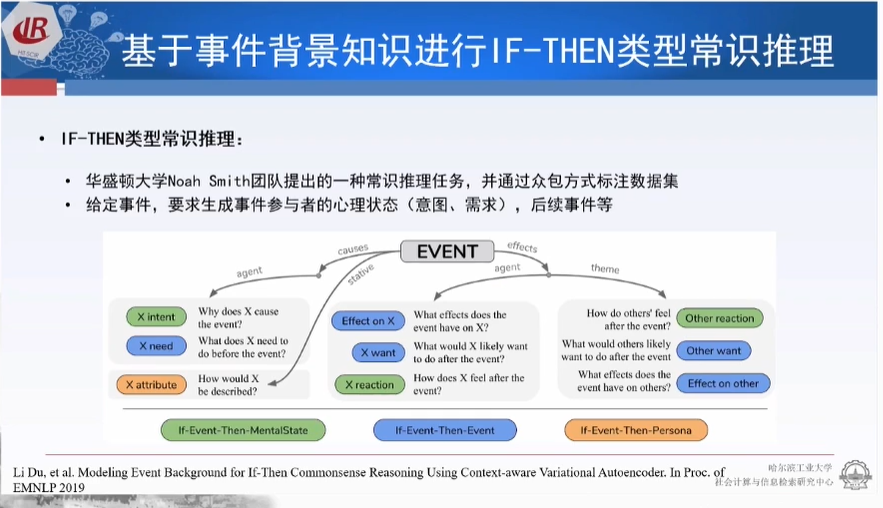 IR
HIT-SCIR
基于事件背景知识进行IF-THEN类型常识推理
• IF-THEN类型常识推理:
• 华盛顿大学Noah Smith团队提出的一种常识推理任务，并通过众包方式标注数据集
• 给定事件，要求生成事件参与者的心理状态（意图、需求），后续事件等
EVENT
causes
effects
agent
stative
agent
theme
X intent
Why does X cause
the event?
X need
What does X need to
do before the event?
X attribute
How would X
be described?
Effect on X
What effects does the
event have on X?
X want
What would X likely want
to do after the event?
X reaction
How does X feel after the
event?
How do others' feel
after the event?
Other reaction
What would others likely
want to do after the event
Other want
What effects does the
event have on others?
Effect on other
If-Event-Then-MentalState
If-Event-Then-Event
If-Event-Then-Persona
Li Du, et al. Modeling Event Background for If-Then Commonsense Reasoning Using Context-aware Variational Autoencoder. In Proc. of
EMNLP 2019
哈尔滨工业大学
社会计算与信息检索研究中心